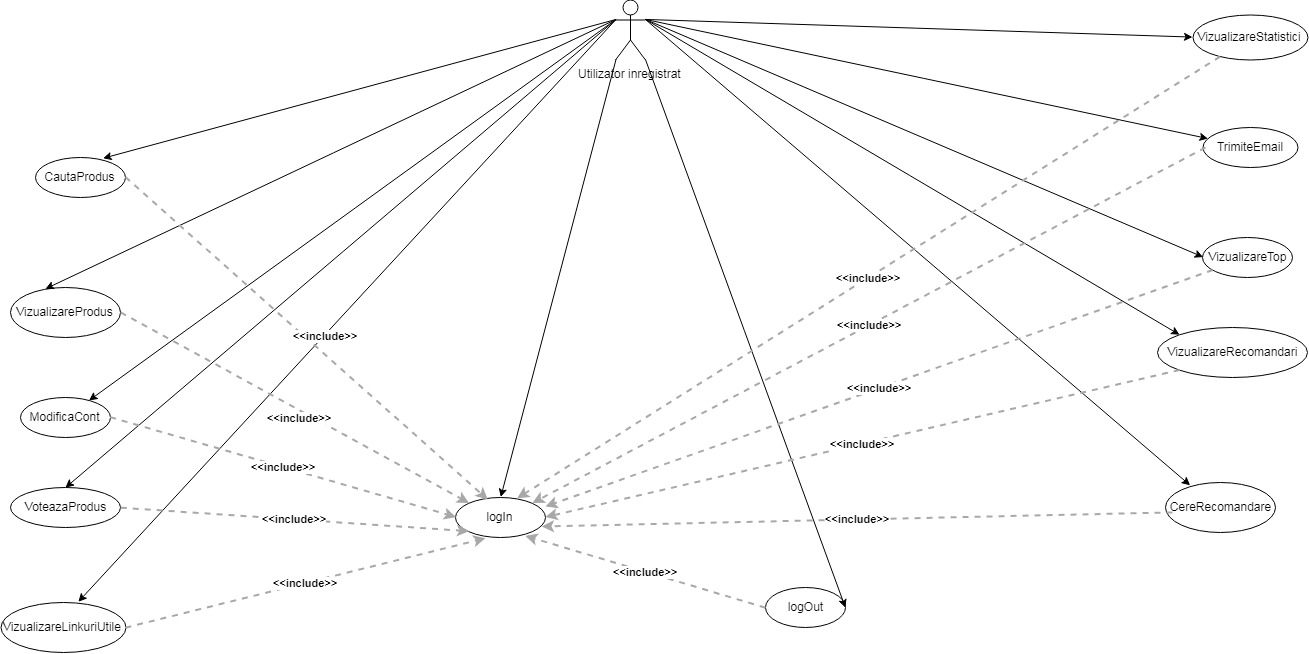 VizualizareStatistici
Utilizator inregistrat
TrimiteEmail
CautaProdus
VizualizareTop
<<include>>
VizualizareProdus
<<include>>
<<include>>
VizualizareRecomandari
<<include>>
ModificaCont
<<include>>
<<include>>
<<include>>
CereRecomandare
VoteazaProdus
<<include>>
logIn
<<include>>
<<include>>
<<include>>
<<include>>
logOut
VizualizareLinkuriUtile